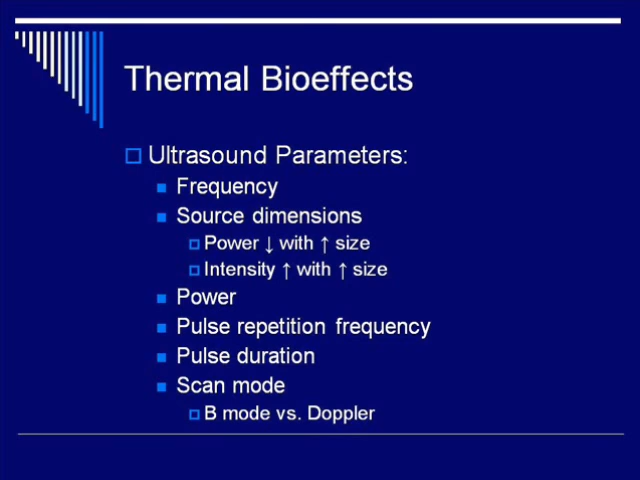 Thermal Bioeffects
Ultrasound Parameters:
Frequency
Source dimensions
Power ↓ with ↑ size
Intensity ↑ with ↑ size
Power
Pulse repetition frequency
Pulse duration
Scan mode
B mode vs. Doppler